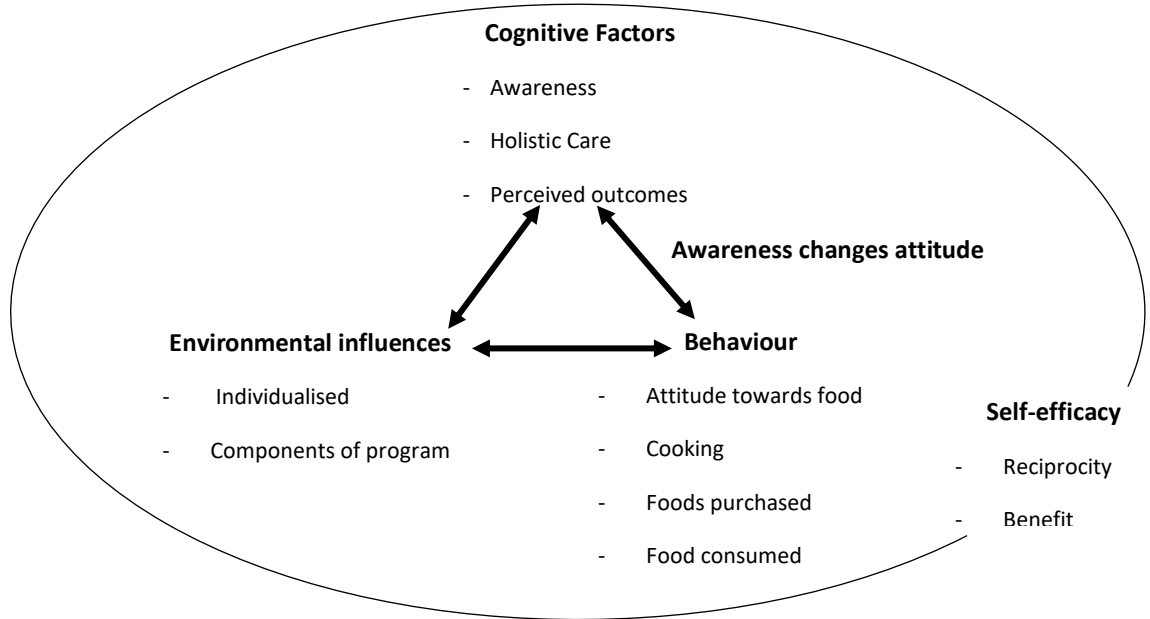 Cognitive Factors
- Awareness
- Holistic Care
- Perceived outcomes
Awareness changes attitude
Environmental influences
- Individualised
- Components of program
Behaviour
- Attitude towards food
- Cooking
- Foods purchased
- Food consumed
Self-efficacy
- Reciprocity
- Benefit